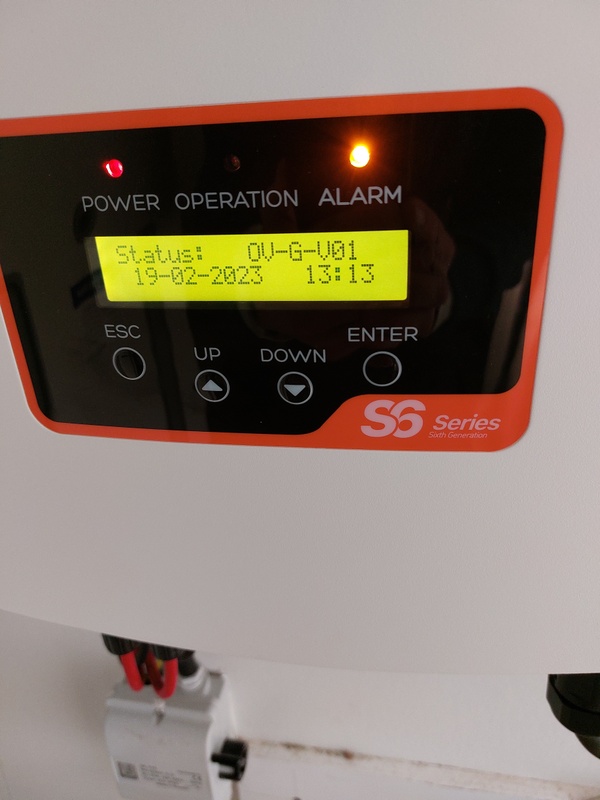 POWER OPERATION ALARM
Status: OV-G-V01
19-02-2023 13:13
ESC UP DOWN ENTER
S6 Series
Sixth Generation